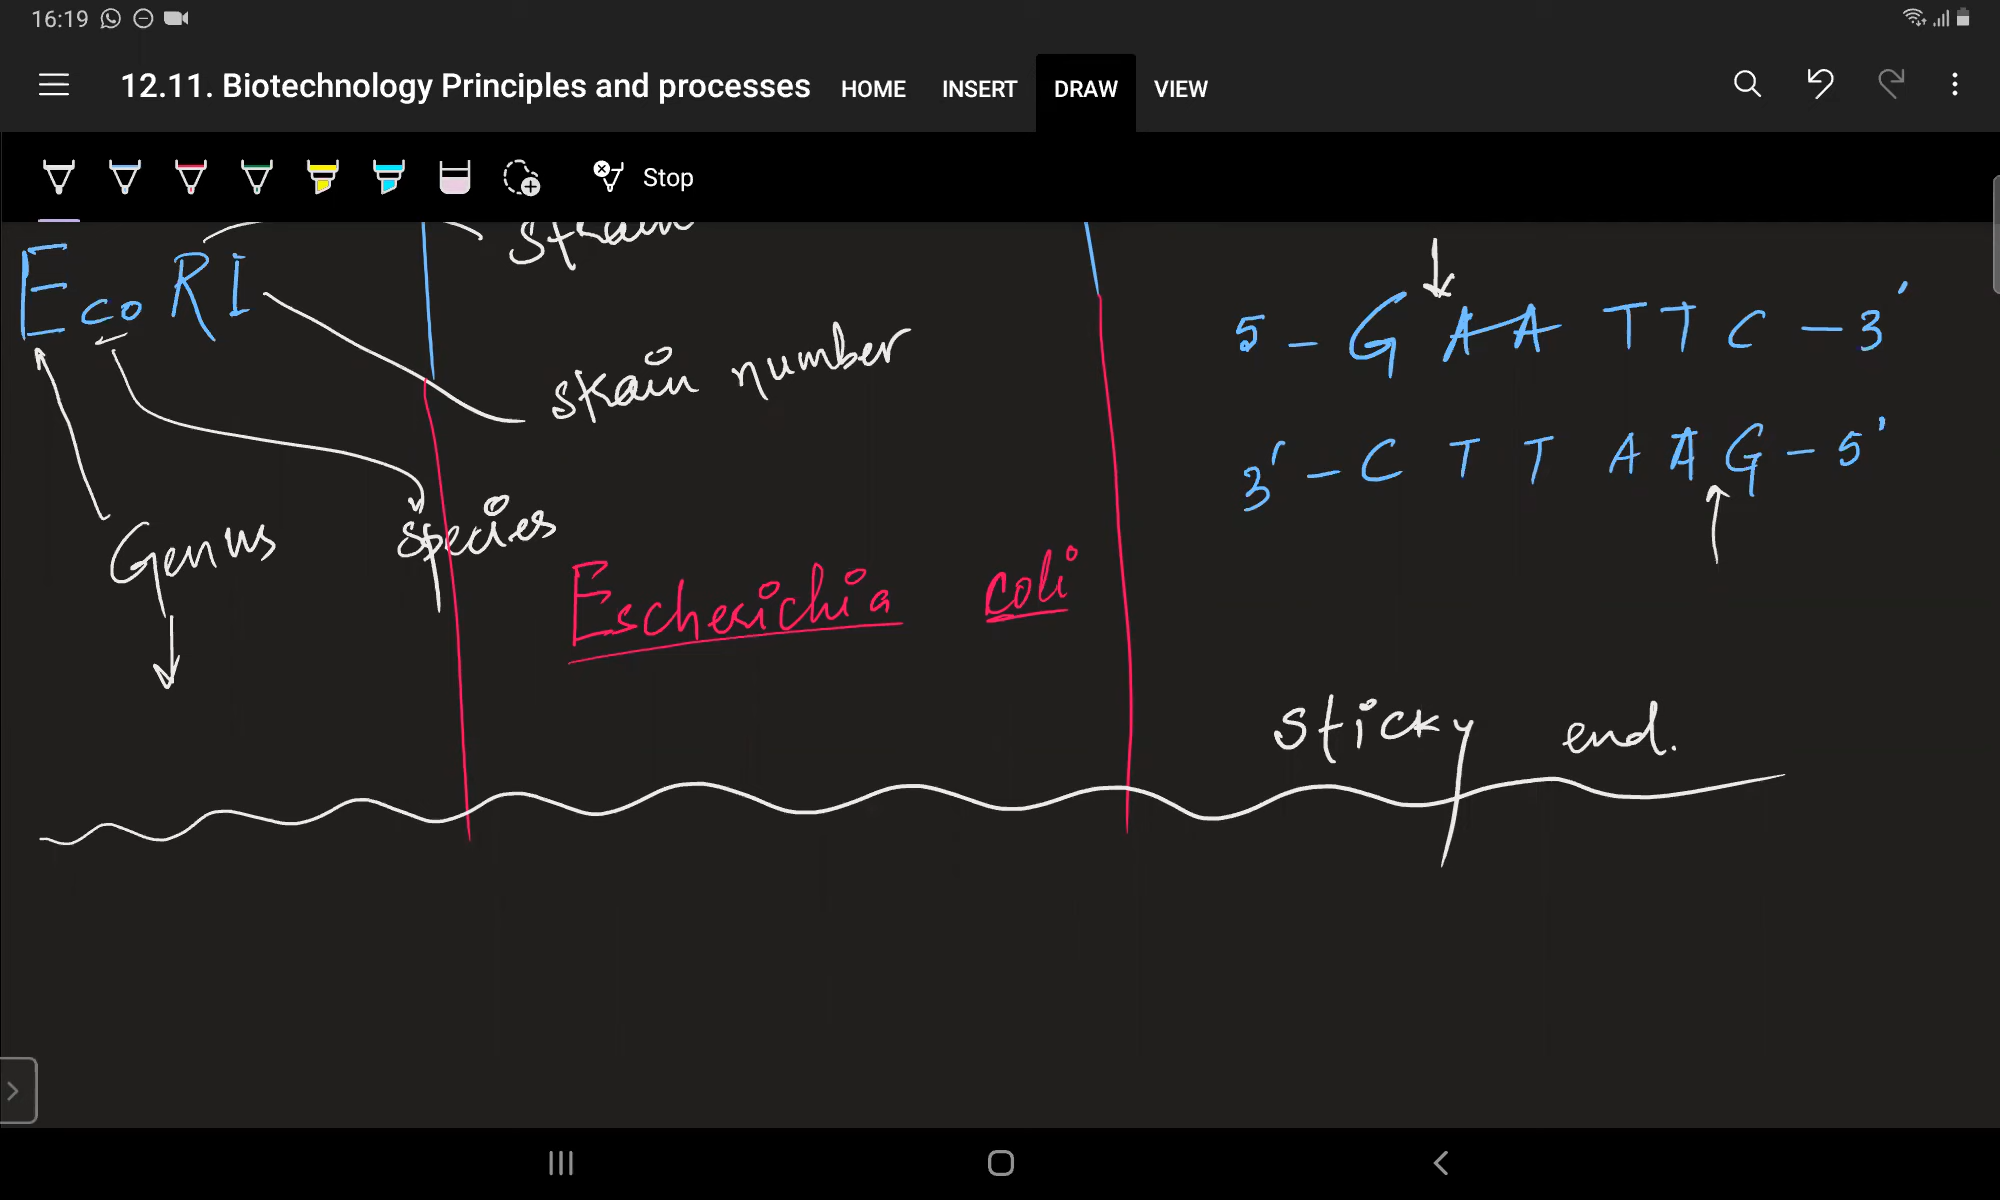 16:19
12.11. Biotechnology Principles and processes HOME INSERT DRAW VIEW
Stop
Strain
EcoRI
5 - G A A T T C - 3'
strain number
3' - C T T A A G - 5'
Genus
species
Escherichia coli
sticky end.